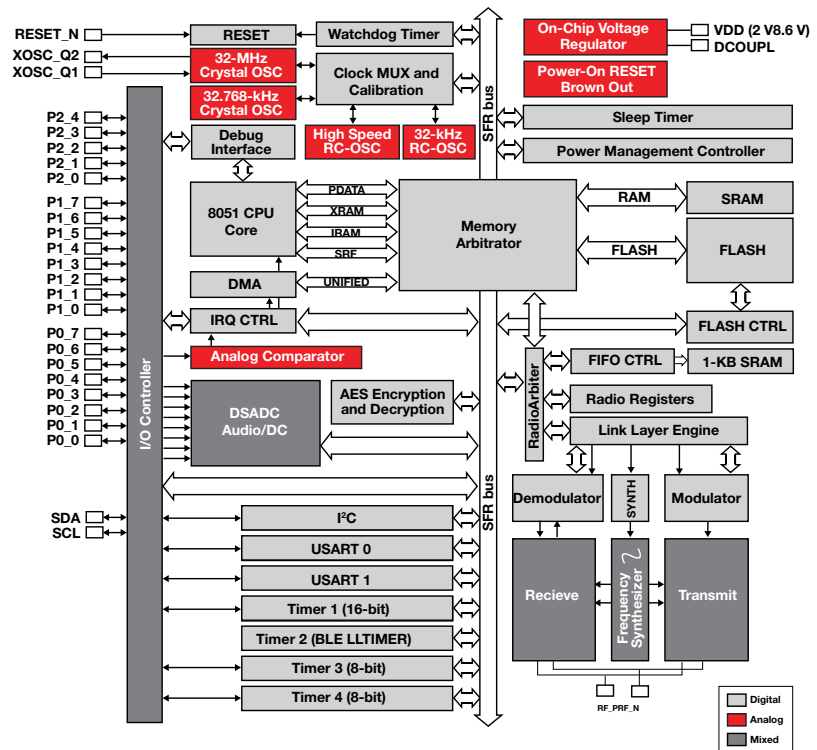 RESET_N
XOSC_Q2
XOSC_Q1
RESET
Watchdog Timer
32-MHz
Crystal OSC
32.768-kHz
Crystal OSC
Clock MUX and
Calibration
High Speed
RC-OSC
32-kHz
RC-OSC
SFR bus
On-Chip Voltage
Regulator
VDD (2 V8.6 V)
DCOUPL
Power-On RESET
Brown Out
Sleep Timer
Power Management Controller
P2_4
P2_3
P2_2
P2_1
P2_0
P1_7
P1_6
P1_5
P1_4
P1_3
P1_2
P1_1
P1_0
P0_7
P0_6
P0_5
P0_4
P0_3
P0_2
P0_1
P0_0
SDA
SCL
I/O Controller
Debug
Interface
8051 CPU
Core
PDATA
XRAM
IRAM
SRF
UNIFIED
DMA
IRQ CTRL
Analog Comparator
Memory
Arbitrator
RAM
SRAM
FLASH
FLASH
FLASH CTRL
DSADC
Audio/DC
AES Encryption
and Decryption
RadioArbiter
FIFO CTRL
1-KB SRAM
Radio Registers
Link Layer Engine
SFR bus
Demodulator
SYNTH
Modulator
Recieve
Frequency
Synthesizer
Transmit
RF_PRF_N
I²C
USART 0
USART 1
Timer 1 (16-bit)
Timer 2 (BLE LLTIMER)
Timer 3 (8-bit)
Timer 4 (8-bit)
Digital
Analog
Mixed